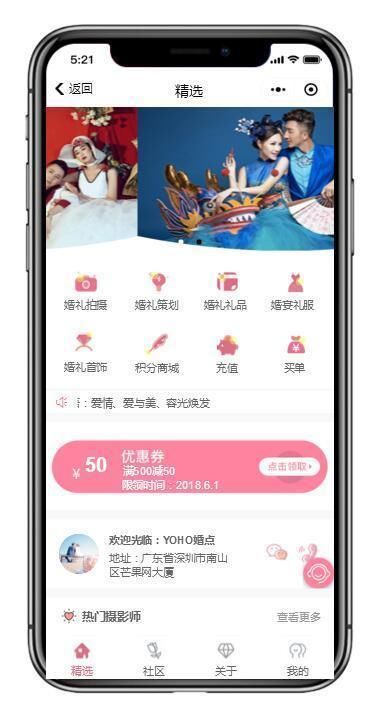 5:21
返回
精选
婚礼拍摄
婚礼策划
婚礼礼品
婚宴礼服
婚礼首饰
积分商城
充值
买单
：爱情、爱与美、容光焕发
¥ 50
优惠券
满500减50
限领时间：2018.6.1
点击领取
欢迎光临：YOHO婚点
地址：广东省深圳市南山
区芒果网大厦
热门摄影师
查看更多
精选
社区
关于
我的